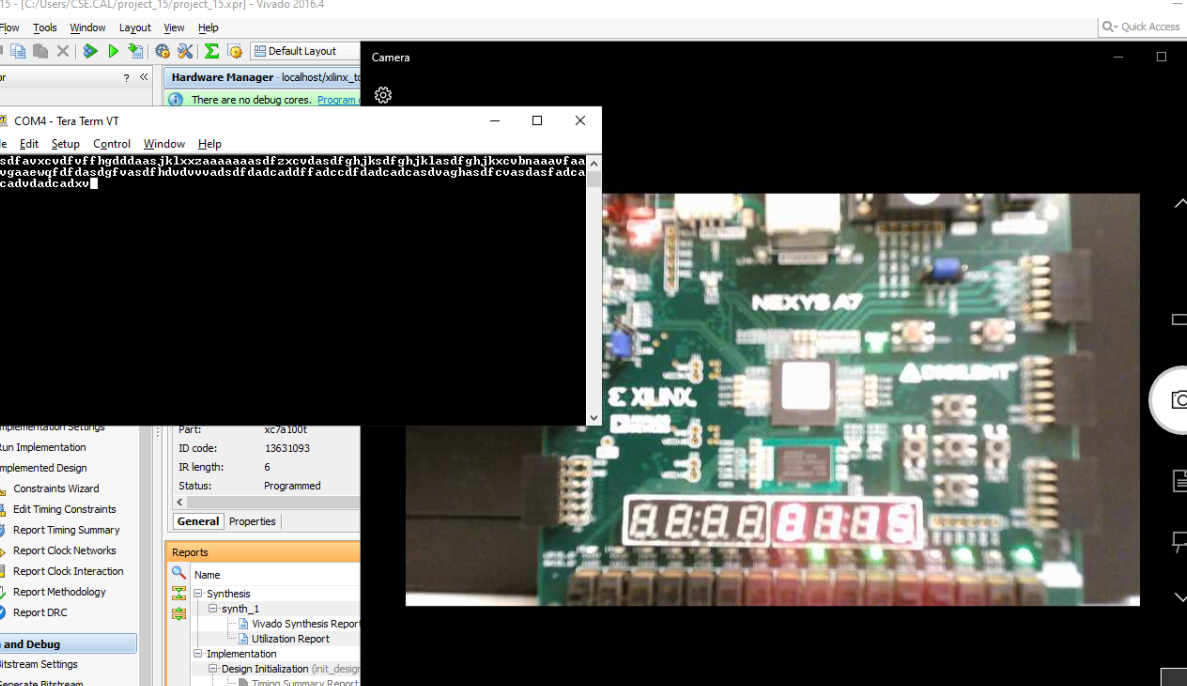 15 - [C:/Users/CSE.CAL/project_15/project_15.xpr] - Vivado 2016.4
Flow Tools Window Layout View Help
Quick Access
Default Layout
Camera
Hardware Manager - localhost/xilinx_tc
There are no debug cores. Program
COM4 - Tera Term VT
Edit Setup Control Window Help
sdfavxcvdfvffhgdddaasjklxxzaaaaaaasdfzxcvdasdfghjksdfghjklasdfghjkxcvbnaaavfaa
vgaaewqfdfdasdgfvasdfhdvdvvvadsdfdadcaddffadccdfdadcadcasdvaghasdfcvasdasfadca
cadvdadcadxv
NEXYS A7
DIGILENT
XILINX
Implementation Settings
Run Implementation
Implemented Design
Constraints Wizard
Edit Timing Constraints
Report Timing Summary
Report Clock Networks
Report Clock Interaction
Report Methodology
Report DRC
and Debug
Bitstream Settings
Generate Bitstream
Part: xc7a100t
ID code: 13631093
IR length: 6
Status: Programmed
General Properties
Reports
Name
Synthesis
synth_1
Vivado Synthesis Report
Utilization Report
Implementation
Design Initialization (init_design
Timing Summary Report